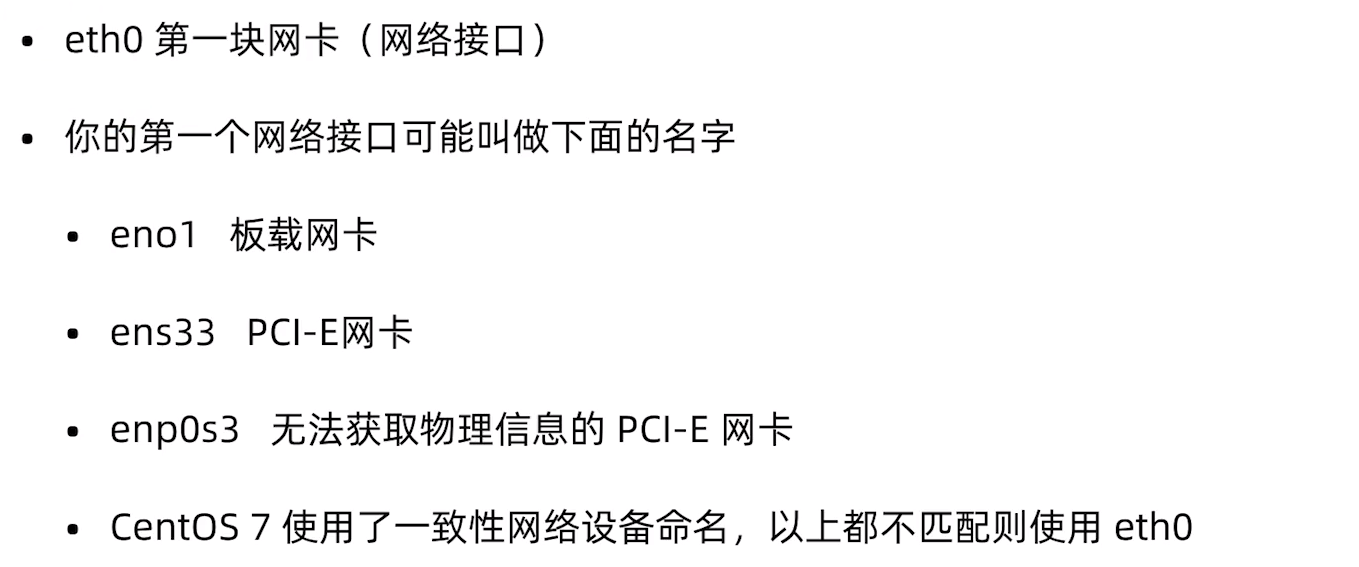 • eth0 第一块网卡（网络接口）
• 你的第一个网络接口可能叫做下面的名字
• eno1 板载网卡
• ens33 PCI-E网卡
• enp0s3 无法获取物理信息的 PCI-E 网卡
• CentOS 7 使用了一致性网络设备命名，以上都不匹配则使用 eth0